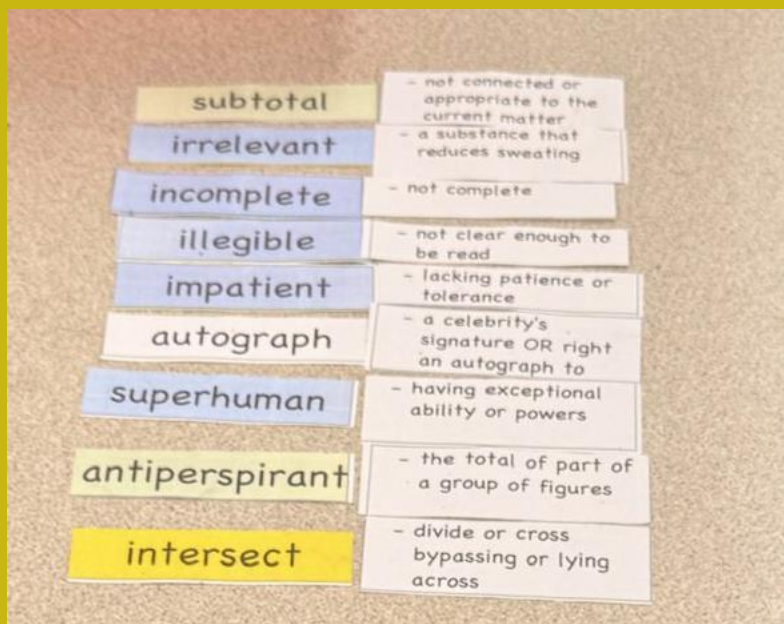 subtotal
- not connected or
appropriate to the
current matter
irrelevant
- a substance that
reduces sweating
incomplete
- not complete
illegible
- not clear enough to
be read
impatient
- lacking patience or
tolerance
autograph
- a celebrity's
signature OR right
an autograph to
superhuman
- having exceptional
ability or powers
antiperspirant
- the total of part of
a group of figures
intersect
- divide or cross
bypassing or lying
across